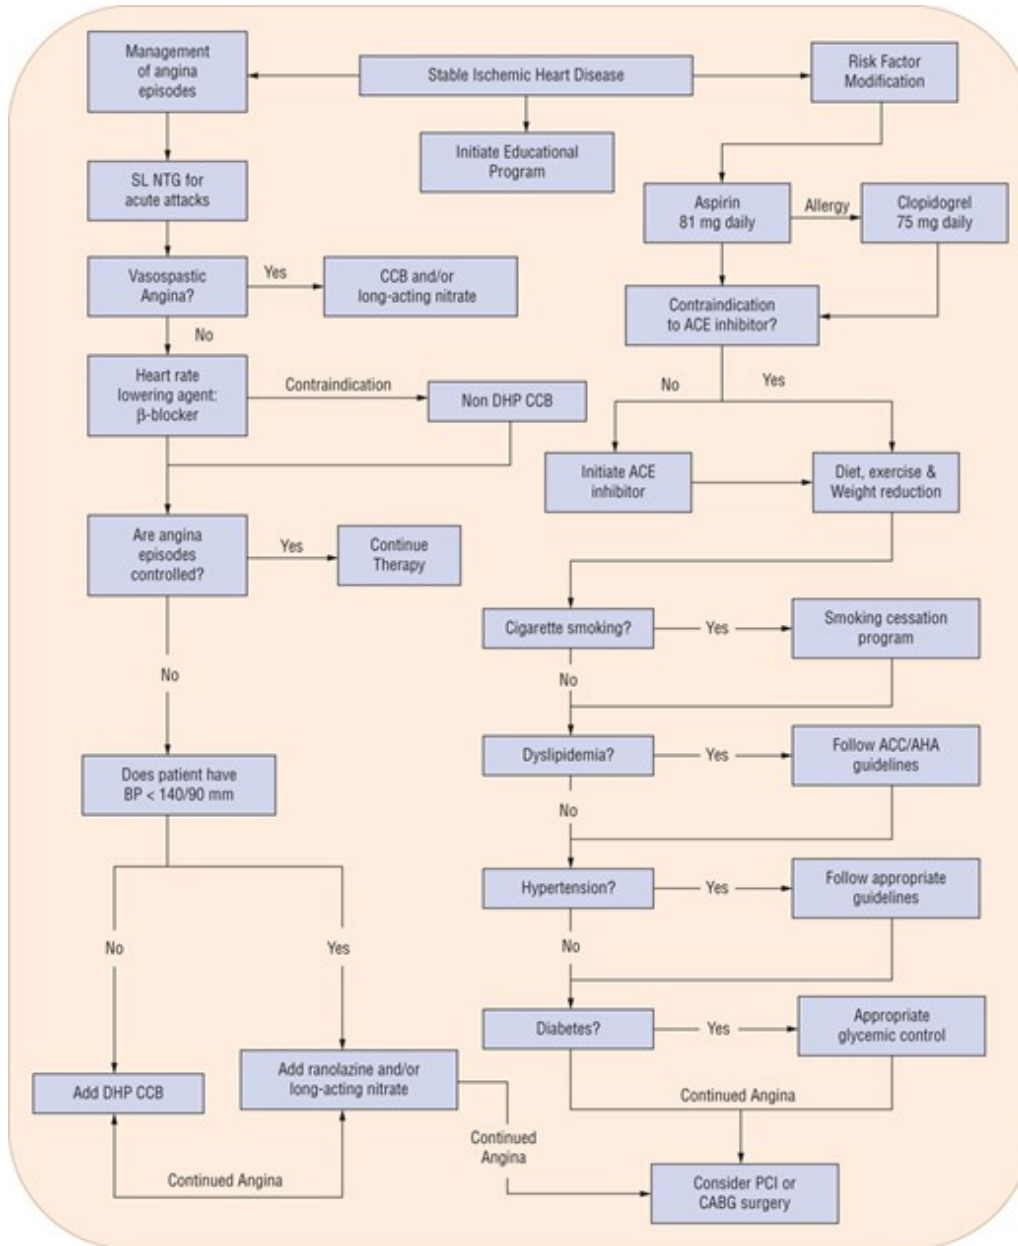 Management
of angina
episodes
Stable Ischemic Heart Disease
Risk Factor
Modification
Initiate Educational
Program
SL NTG for
acute attacks
Aspirin
81 mg daily
Allergy
Clopidogrel
75 mg daily
Vasospastic
Angina?
Yes
CCB and/or
long-acting nitrate
Contraindication
to ACE inhibitor?
No
Heart rate
lowering agent:
β-blocker
Contraindication
Non DHP CCB
No
Yes
Initiate ACE
inhibitor
Diet, exercise &
Weight reduction
Are angina
episodes
controlled?
Yes
Continue
Therapy
Cigarette smoking?
Yes
Smoking cessation
program
No
No
Dyslipidemia?
Yes
Follow ACC/AHA
guidelines
Does patient have
BP < 140/90 mm
No
Hypertension?
Yes
Follow appropriate
guidelines
No
Yes
No
Diabetes?
Yes
Appropriate
glycemic control
Add DHP CCB
Add ranolazine and/or
long-acting nitrate
Continued Angina
Continued
Angina
Continued Angina
Consider PCI or
CABG surgery